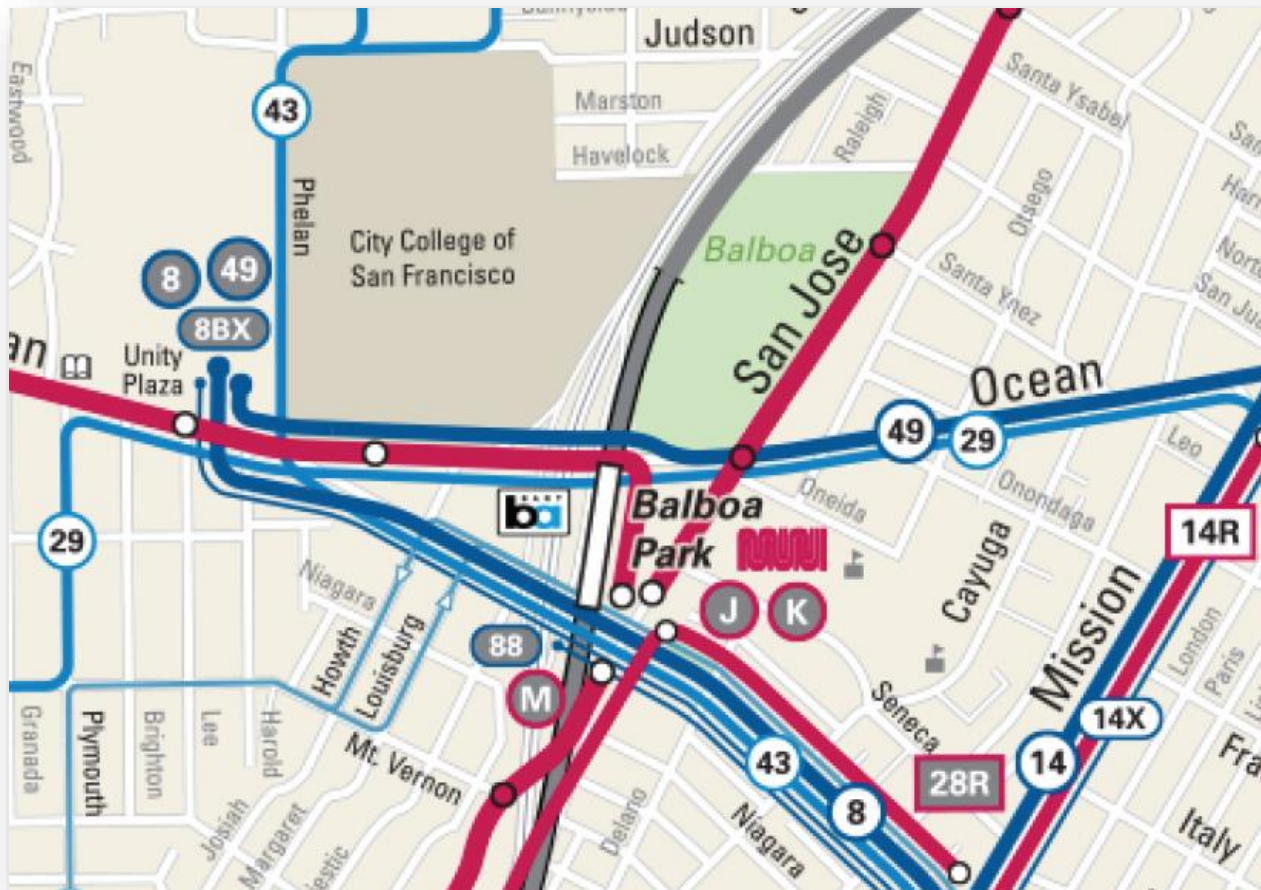 Judson
Santa Ysabel
Eastwood
43
Marston
Raleigh
Havelock
Phelan
Otsego
City College of
San Francisco
Balboa
San Jose
8
49
8BX
Santa Ynez
an
Unity
Plaza
Ocean
49
29
Leo
Oneida
Onondaga
ba
Balboa
Park
MUNI
14R
29
Niagara
J
K
Cayuga
Mission
London
Paris
88
M
Howth
Louisburg
Seneca
14X
Granada
Plymouth
Brighton
Lee
Harold
Mt. Vernon
43
28R
14
8
Italy
Josiah
Margaret
Delano
Niagara